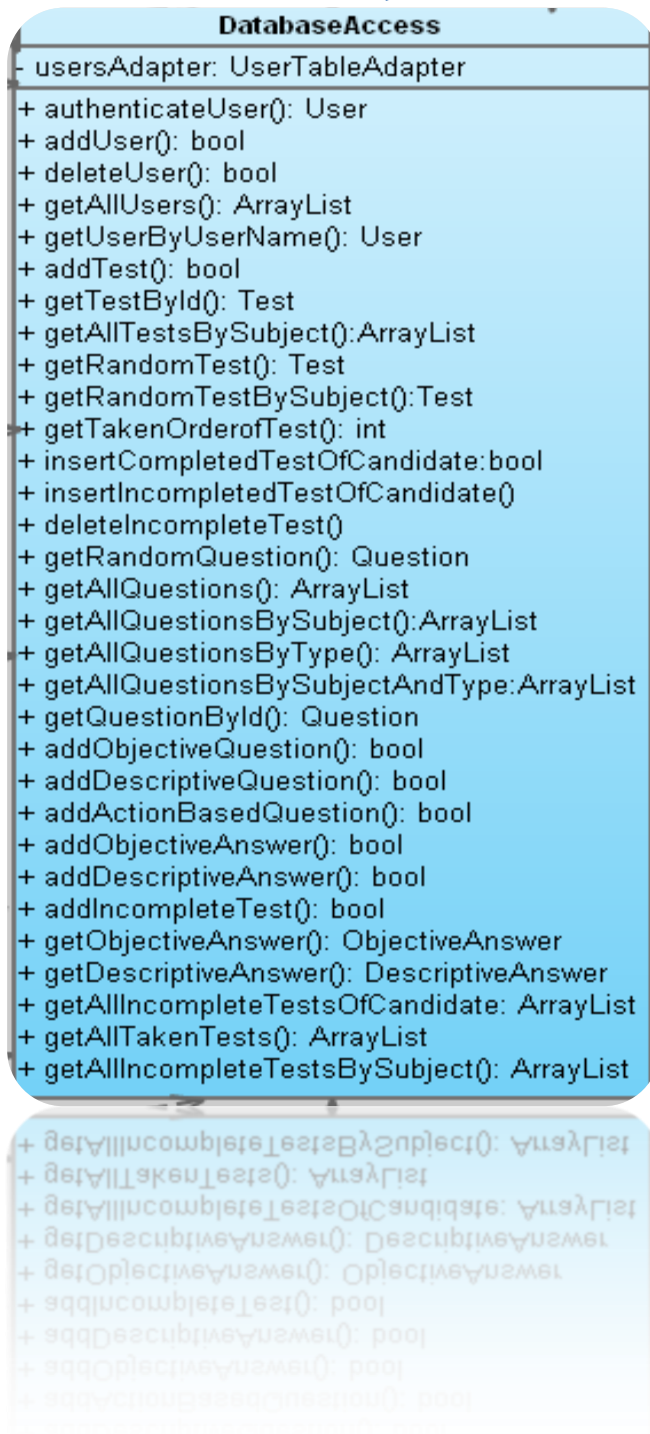 DatabaseAccess
- usersAdapter: UserTableAdapter
+ authenticateUser(): User
+ addUser(): bool
+ deleteUser(): bool
+ getAllUsers(): ArrayList
+ getUserByUserName(): User
+ addTest(): bool
+ getTestById(): Test
+ getAllTestsBySubject():ArrayList
+ getRandomTest(): Test
+ getRandomTestBySubject():Test
+ getTakenOrderofTest(): int
+ insertCompletedTestOfCandidate:bool
+ insertIncompletedTestOfCandidate()
+ deleteIncompleteTest()
+ getRandomQuestion(): Question
+ getAllQuestions(): ArrayList
+ getAllQuestionsBySubject():ArrayList
+ getAllQuestionsByType(): ArrayList
+ getAllQuestionsBySubjectAndType:ArrayList
+ getQuestionById(): Question
+ addObjectiveQuestion(): bool
+ addDescriptiveQuestion(): bool
+ addActionBasedQuestion(): bool
+ addObjectiveAnswer(): bool
+ addDescriptiveAnswer(): bool
+ addIncompleteTest(): bool
+ getObjectiveAnswer(): ObjectiveAnswer
+ getDescriptiveAnswer(): DescriptiveAnswer
+ getAllIncompleteTestsOfCandidate: ArrayList
+ getAllTakenTests(): ArrayList
+ getAllIncompleteTestsBySubject(): ArrayList